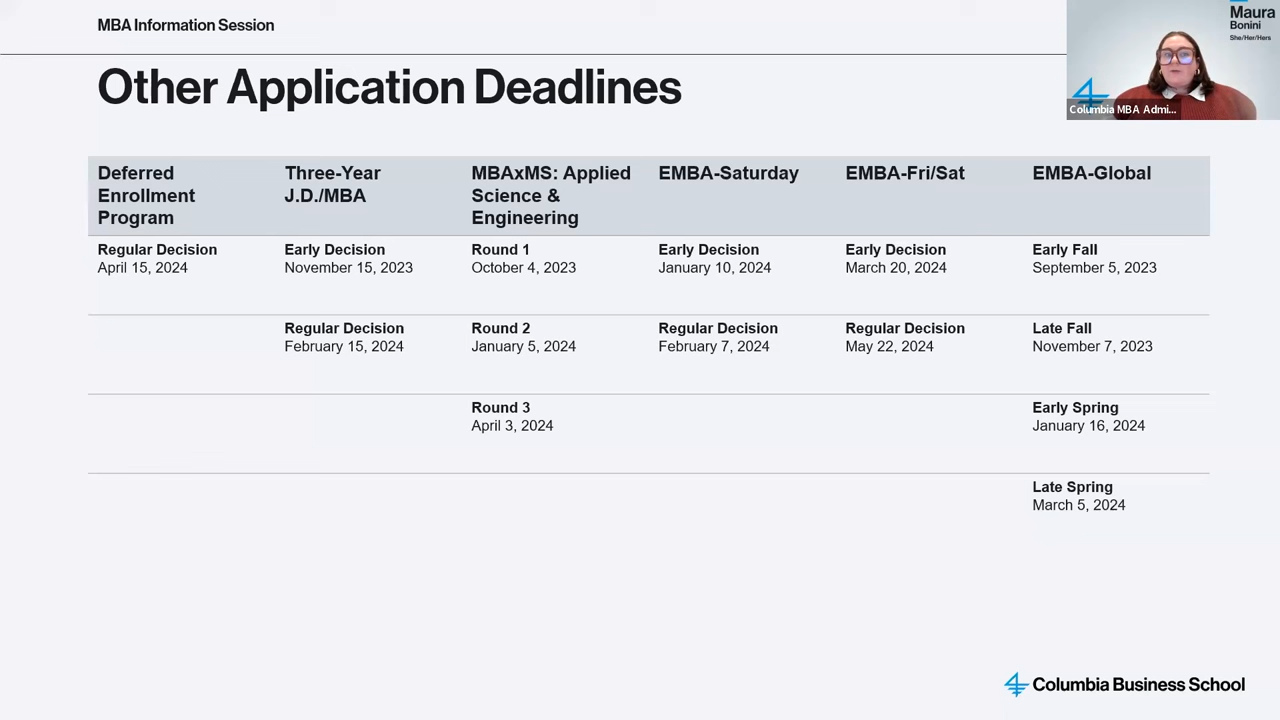 MBA Information Session
Maura
Bonini
She/Her/Hers
Columbia MBA Admi...
Other Application Deadlines
Deferred Enrollment Program
Three-Year J.D./MBA
MBAxMS: Applied Science & Engineering
EMBA-Saturday
EMBA-Fri/Sat
EMBA-Global
Regular Decision
April 15, 2024
Early Decision
November 15, 2023
Round 1
October 4, 2023
Early Decision
January 10, 2024
Early Decision
March 20, 2024
Early Fall
September 5, 2023
Regular Decision
February 15, 2024
Round 2
January 5, 2024
Regular Decision
February 7, 2024
Regular Decision
May 22, 2024
Late Fall
November 7, 2023
Round 3
April 3, 2024
Early Spring
January 16, 2024
Late Spring
March 5, 2024
Columbia Business School